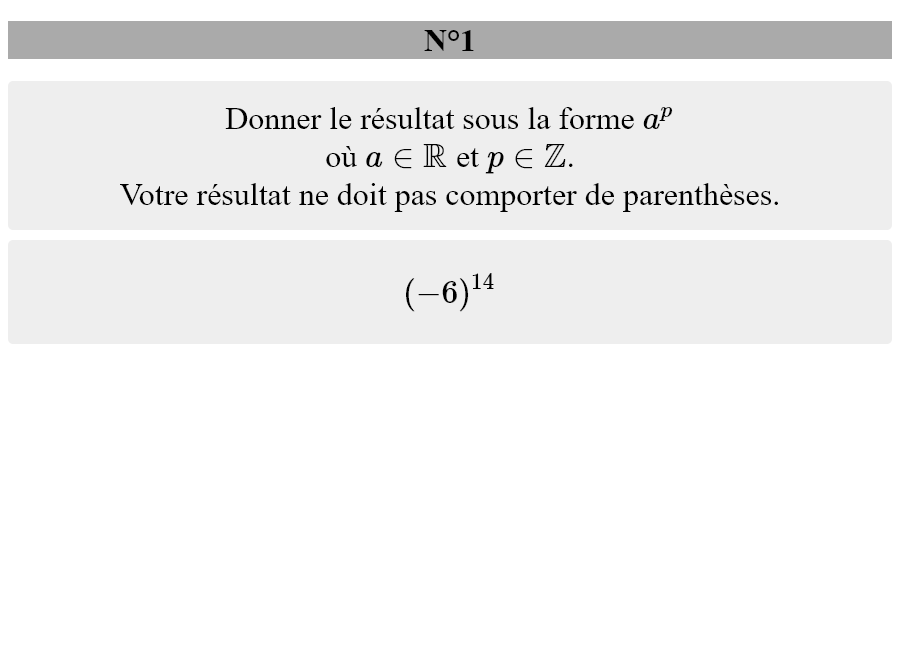 N°1
Donner le résultat sous la forme $a^p$
où $a \in \mathbb{R}$ et $p \in \mathbb{Z}$.
Votre résultat ne doit pas comporter de parenthèses.
$(-6)^{14}$